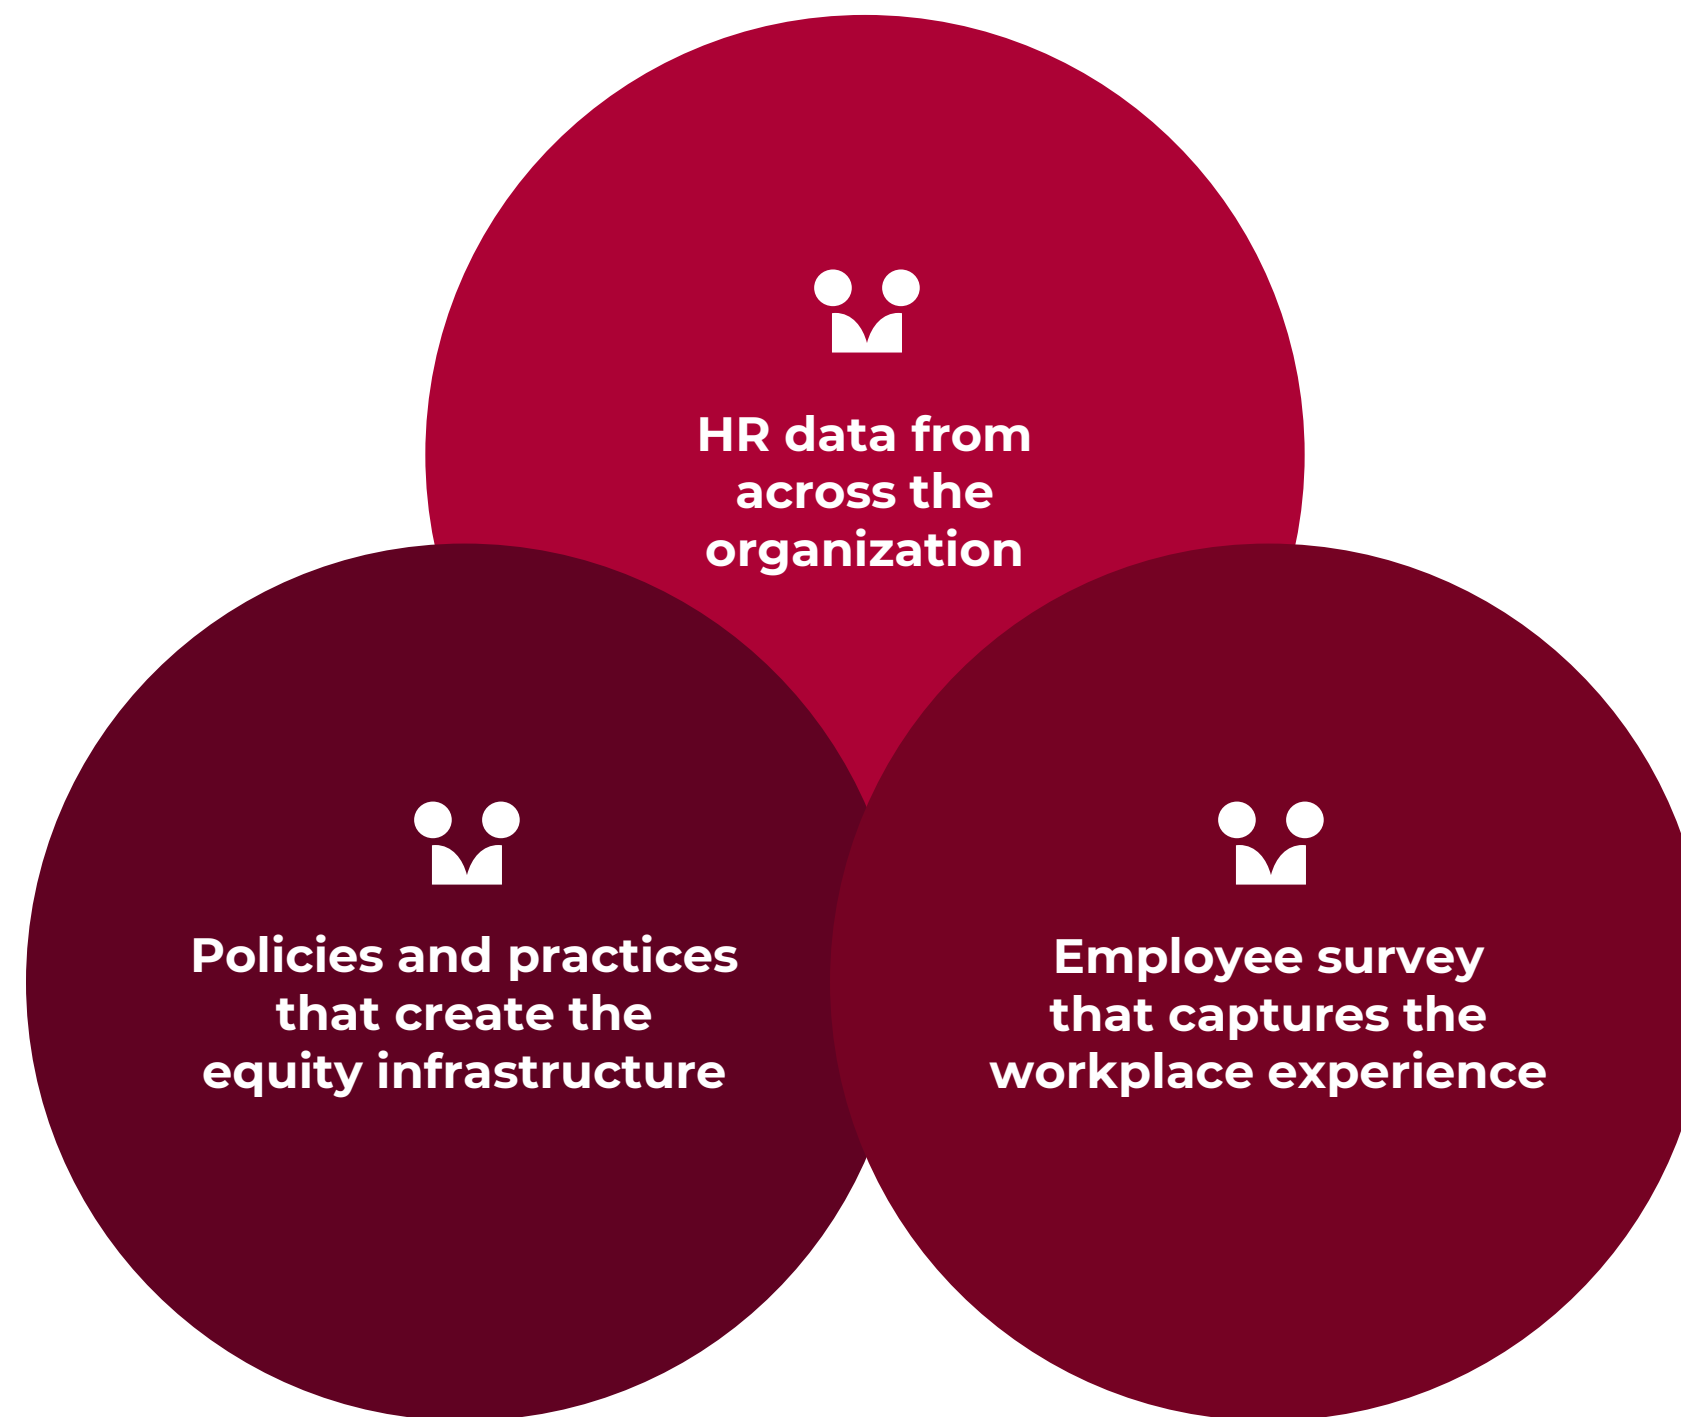 HR data from
across the
organization
Policies and practices
that create the
equity infrastructure
Employee survey
that captures the
workplace experience